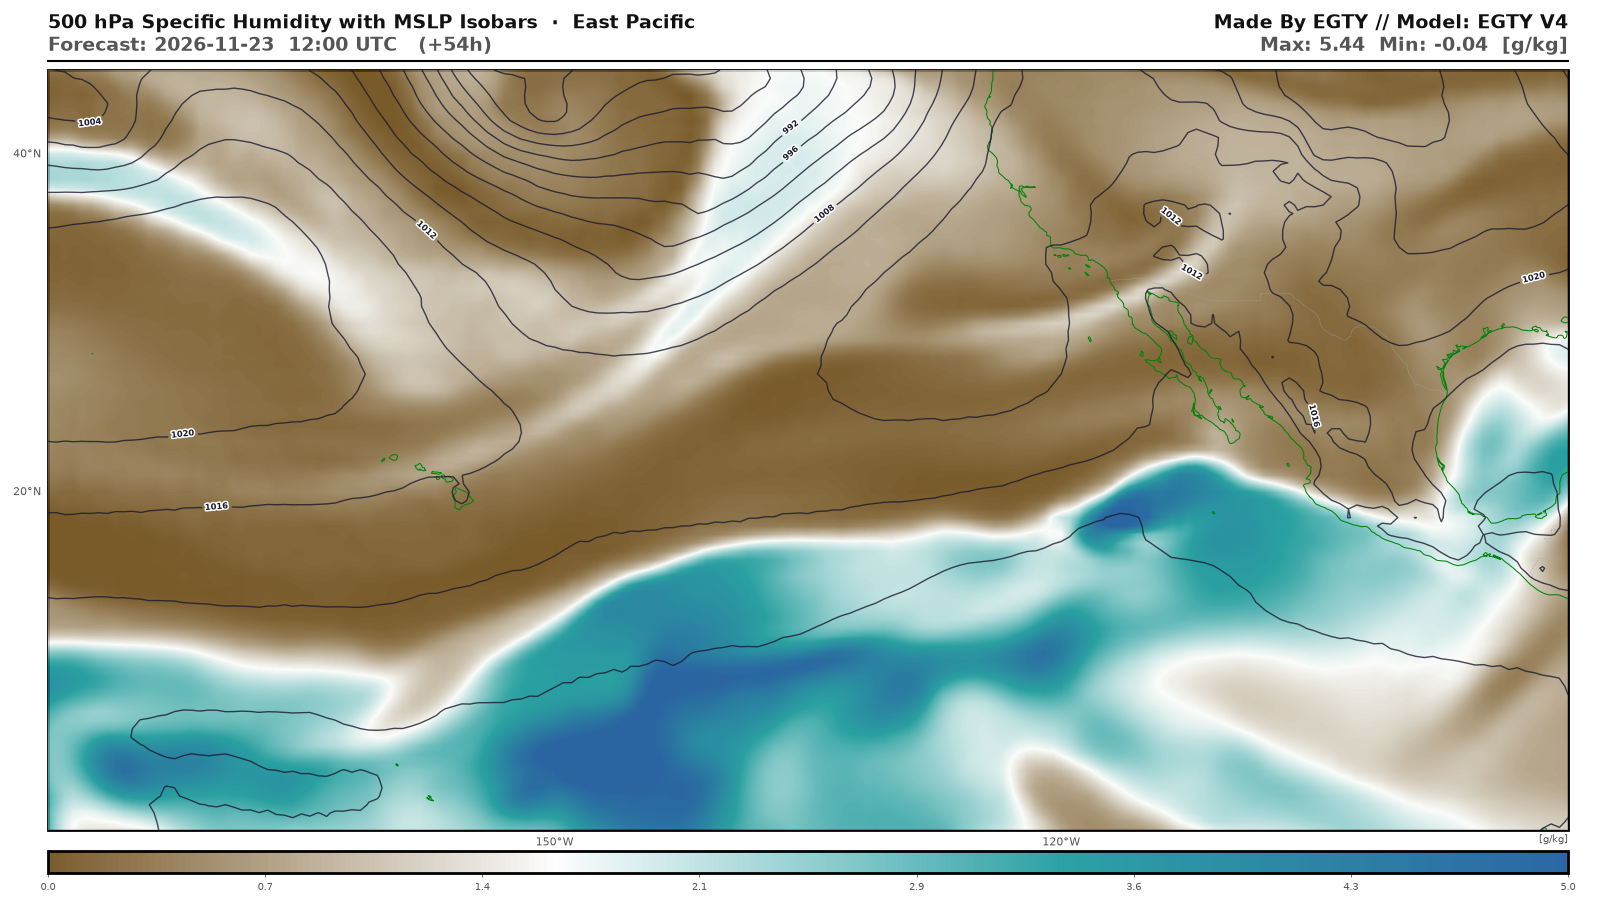 500 hPa Specific Humidity with MSLP Isobars · East Pacific
Made By EGTY // Model: EGTY V4
Forecast: 2026-11-23 12:00 UTC (+54h)
Max: 5.44 Min: -0.04 [g/kg]
1004
992
40°N
996
1008
1012
1012
1012
1020
1016
1020
20°N
1016
150°W
120°W
[g/kg]
0.0 0.7 1.4 2.1 2.9 3.6 4.3 5.0